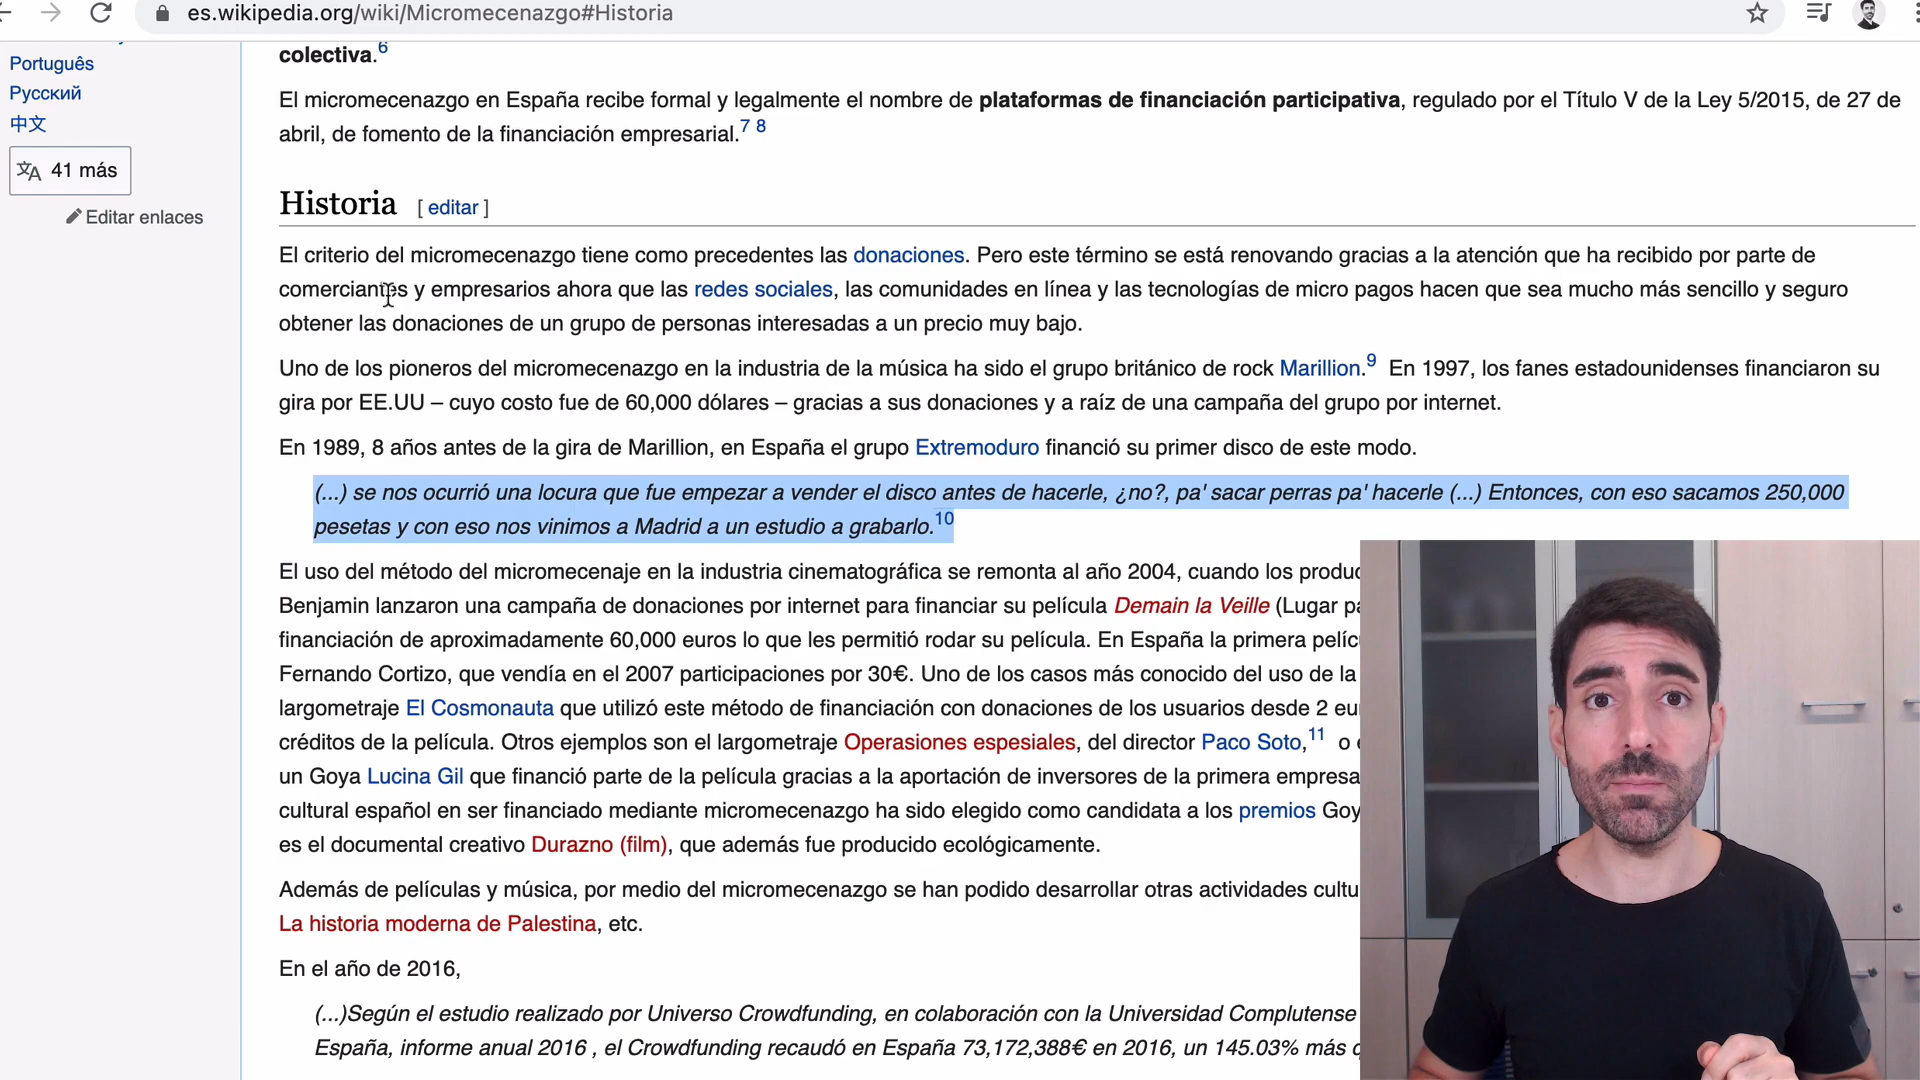 es.wikipedia.org/wiki/Micromecenazgo#Historia
Português
Русский
中文
41 más
Editar enlaces
colectiva.6
El micromecenazgo en España recibe formal y legalmente el nombre de plataformas de financiación participativa, regulado por el Título V de la Ley 5/2015, de 27 de
abril, de fomento de la financiación empresarial.7 8
Historia [ editar ]
El criterio del micromecenazgo tiene como precedentes las donaciones. Pero este término se está renovando gracias a la atención que ha recibido por parte de
comerciantes y empresarios ahora que las redes sociales, las comunidades en línea y las tecnologías de micro pagos hacen que sea mucho más sencillo y seguro
obtener las donaciones de un grupo de personas interesadas a un precio muy bajo.
Uno de los pioneros del micromecenazgo en la industria de la música ha sido el grupo británico de rock Marillion.9 En 1997, los fanes estadounidenses financiaron su
gira por EE.UU – cuyo costo fue de 60,000 dólares – gracias a sus donaciones y a raíz de una campaña del grupo por internet.
En 1989, 8 años antes de la gira de Marillion, en España el grupo Extremoduro financió su primer disco de este modo.
(...) se nos ocurrió una locura que fue empezar a vender el disco antes de hacerle, ¿no?, pa' sacar perras pa' hacerle (...) Entonces, con eso sacamos 250,000
pesetas y con eso nos vinimos a Madrid a un estudio a grabarlo.10
El uso del método del micromecenaje en la industria cinematográfica se remonta al año 2004, cuando los produc
Benjamin lanzaron una campaña de donaciones por internet para financiar su película Demain la Veille (Lugar pa
financiación de aproximadamente 60,000 euros lo que les permitió rodar su película. En España la primera pelíc
Fernando Cortizo, que vendía en el 2007 participaciones por 30€. Uno de los casos más conocido del uso de la
largometraje El Cosmonauta que utilizó este método de financiación con donaciones de los usuarios desde 2 eu
créditos de la película. Otros ejemplos son el largometraje Operasiones espesiales, del director Paco Soto,11 o
un Goya Lucina Gil que financió parte de la película gracias a la aportación de inversores de la primera empresa
cultural español en ser financiado mediante micromecenazgo ha sido elegido como candidata a los premios Goy
es el documental creativo Durazno (film), que además fue producido ecológicamente.
Además de películas y música, por medio del micromecenazgo se han podido desarrollar otras actividades cultu
La historia moderna de Palestina, etc.
En el año de 2016,
(...)Según el estudio realizado por Universo Crowdfunding, en colaboración con la Universidad Complutense
España, informe anual 2016 , el Crowdfunding recaudó en España 73,172,388€ en 2016, un 145.03% más